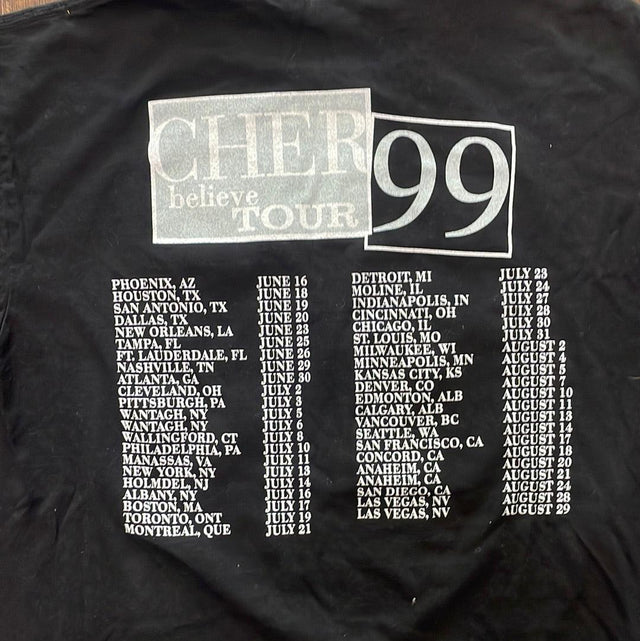 CHER 99
believe
TOUR
PHOENIX, AZ JUNE 16
HOUSTON, TX JUNE 18
SAN ANTONIO, TX JUNE 19
DALLAS, TX JUNE 20
NEW ORLEANS, LA JUNE 23
TAMPA, FL JUNE 25
FT. LAUDERDALE, FL JUNE 26
NASHVILLE, TN JUNE 29
ATLANTA, GA JUNE 30
CLEVELAND, OH JULY 2
PITTSBURGH, PA JULY 3
WANTAGH, NY JULY 5
WANTAGH, NY JULY 6
WALLINGFORD, CT JULY 8
PHILADELPHIA, PA JULY 10
MANASSAS, VA JULY 11
NEW YORK, NY JULY 13
HOLMDEL, NJ JULY 14
ALBANY, NY JULY 16
BOSTON, MA JULY 17
TORONTO, ONT JULY 19
MONTREAL, QUE JULY 21
DETROIT, MI JULY 23
MOLINE, IL JULY 24
INDIANAPOLIS, IN JULY 27
CINCINNATI, OH JULY 28
CHICAGO, IL JULY 30
ST. LOUIS, MO JULY 31
MILWAUKEE, WI AUGUST 2
MINNEAPOLIS, MN AUGUST 4
KANSAS CITY, KS AUGUST 5
DENVER, CO AUGUST 7
EDMONTON, ALB AUGUST 10
CALGARY, ALB AUGUST 11
VANCOUVER, BC AUGUST 13
SEATTLE, WA AUGUST 14
SAN FRANCISCO, CA AUGUST 17
CONCORD, CA AUGUST 18
ANAHEIM, CA AUGUST 20
ANAHEIM, CA AUGUST 21
SAN DIEGO, CA AUGUST 24
LAS VEGAS, NV AUGUST 28
LAS VEGAS, NV AUGUST 29